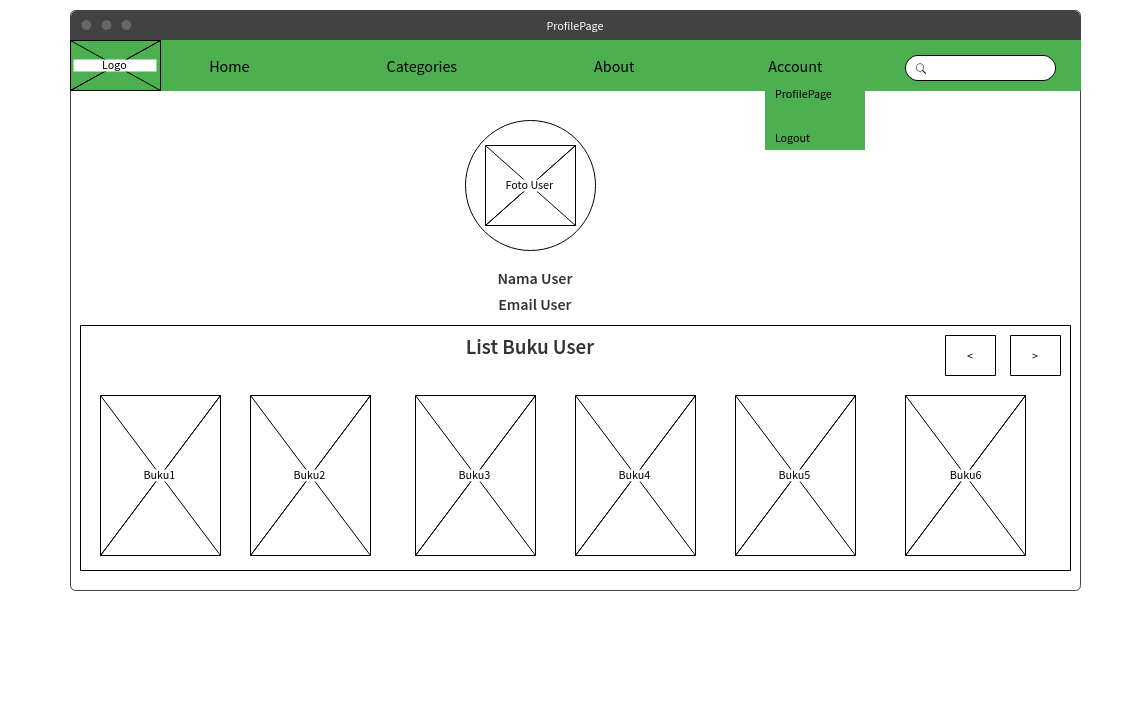 ProfilePage
Logo
Home
Categories
About
Account
ProfilePage
Logout
Foto User
Nama User
Email User
List Buku User
<
>
Buku1
Buku2
Buku3
Buku4
Buku5
Buku6